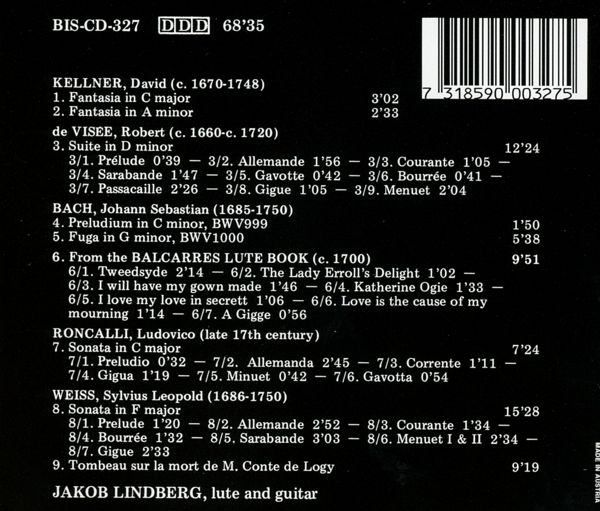 BIS-CD-327 DDD 68'35
7 318590 003275
KELLNER, David (c. 1670-1748)
1. Fantasia in C major 3'02
2. Fantasia in A minor 2'33
de VISEE, Robert (c. 1660-c. 1720)
3. Suite in D minor 12'24
3/1. Prélude 0'39 — 3/2. Allemande 1'56 — 3/3. Courante 1'05 —
3/4. Sarabande 1'47 — 3/5. Gavotte 0'42 — 3/6. Bourrée 0'41 —
3/7. Passacaille 2'26 — 3/8. Gigue 1'05 — 3/9. Menuet 2'04
BACH, Johann Sebastian (1685-1750)
4. Preludium in C minor, BWV999 1'50
5. Fuga in G minor, BWV1000 5'38
6. From the BALCARRES LUTE BOOK (c. 1700) 9'51
6/1. Tweedsyde 2'14 — 6/2. The Lady Erroll's Delight 1'02 —
6/3. I will have my gown made 1'46 — 6/4. Katherine Ogie 1'33 —
6/5. I love my love in secrett 1'06 — 6/6. Love is the cause of my
mourning 1'14 — 6/7. A Gigge 0'56
RONCALLI, Ludovico (late 17th century)
7. Sonata in C major 7'24
7/1. Preludio 0'32 — 7/2. Allemanda 2'45 — 7/3. Corrente 1'11 —
7/4. Gigua 1'19 — 7/5. Minuet 0'42 — 7/6. Gavotta 0'54
WEISS, Sylvius Leopold (1686-1750)
8. Sonata in F major 15'28
8/1. Prelude 1'20 — 8/2. Allemande 2'52 — 8/3. Courante 1'34 —
8/4. Bourrée 1'32 — 8/5. Sarabande 3'03 — 8/6. Menuet I & II 2'34 —
8/7. Gigue 2'33
9. Tombeau sur la mort de M. Conte de Logy 9'19
JAKOB LINDBERG, lute and guitar
MADE IN AUSTRIA